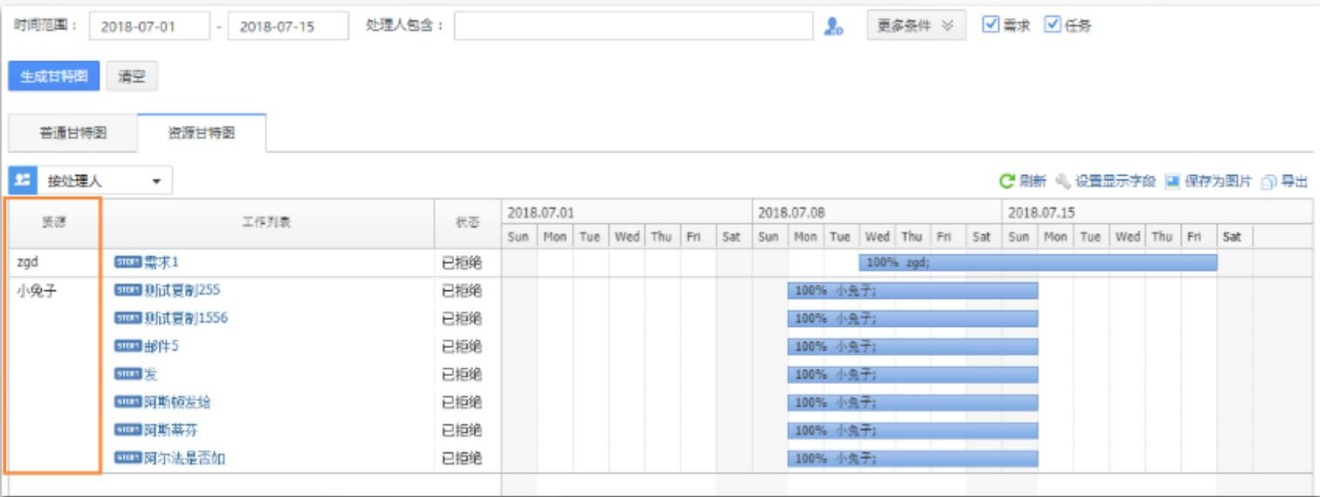 时间范围： 2018-07-01 - 2018-07-15 处理人包含： 更多条件 需求 任务
生成甘特图 清空
普通甘特图 资源甘特图
按处理人 刷新 设置显示字段 保存为图片 导出
资源 工作列表 状态 2018.07.01 2018.07.08 2018.07.15
Sun Mon Tue Wed Thu Fri Sat Sun Mon Tue Wed Thu Fri Sat Sun Mon Tue Wed Thu Fri Sat
zgd STORY 需求1 已拒绝 100% zgd;
小兔子 STORY 测试复制255 已拒绝 100% 小兔子;
STORY 测试复制1556 已拒绝 100% 小兔子;
STORY 邮件5 已拒绝 100% 小兔子;
STORY 发 已拒绝 100% 小兔子;
STORY 阿斯顿发给 已拒绝 100% 小兔子;
STORY 阿斯蒂芬 已拒绝 100% 小兔子;
STORY 阿尔法是否如 已拒绝 100% 小兔子;